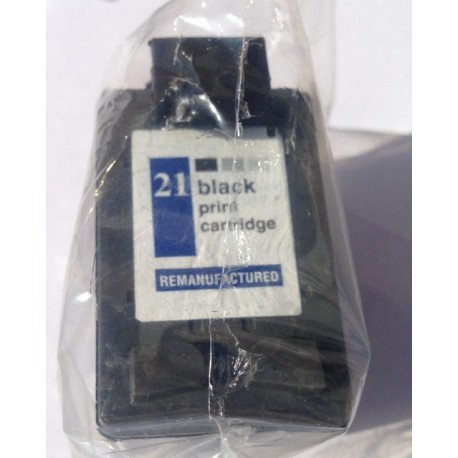 21 black
print
cartridge
REMANUFACTURED